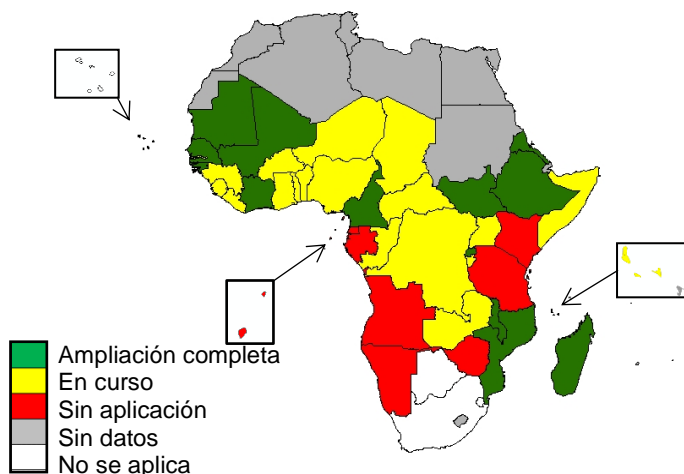 Ampliación completa
En curso
Sin aplicación
Sin datos
No se aplica